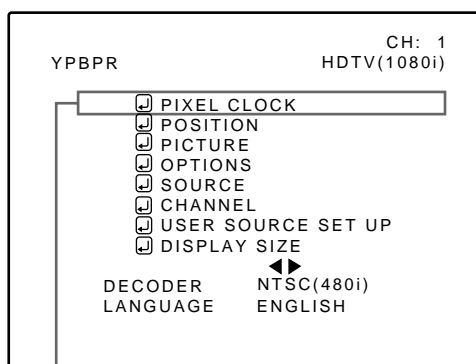 CH: 1
YPBPR HDTV(1080i)
PIXEL CLOCK
POSITION
PICTURE
OPTIONS
SOURCE
CHANNEL
USER SOURCE SET UP
DISPLAY SIZE
DECODER NTSC(480i)
LANGUAGE ENGLISH